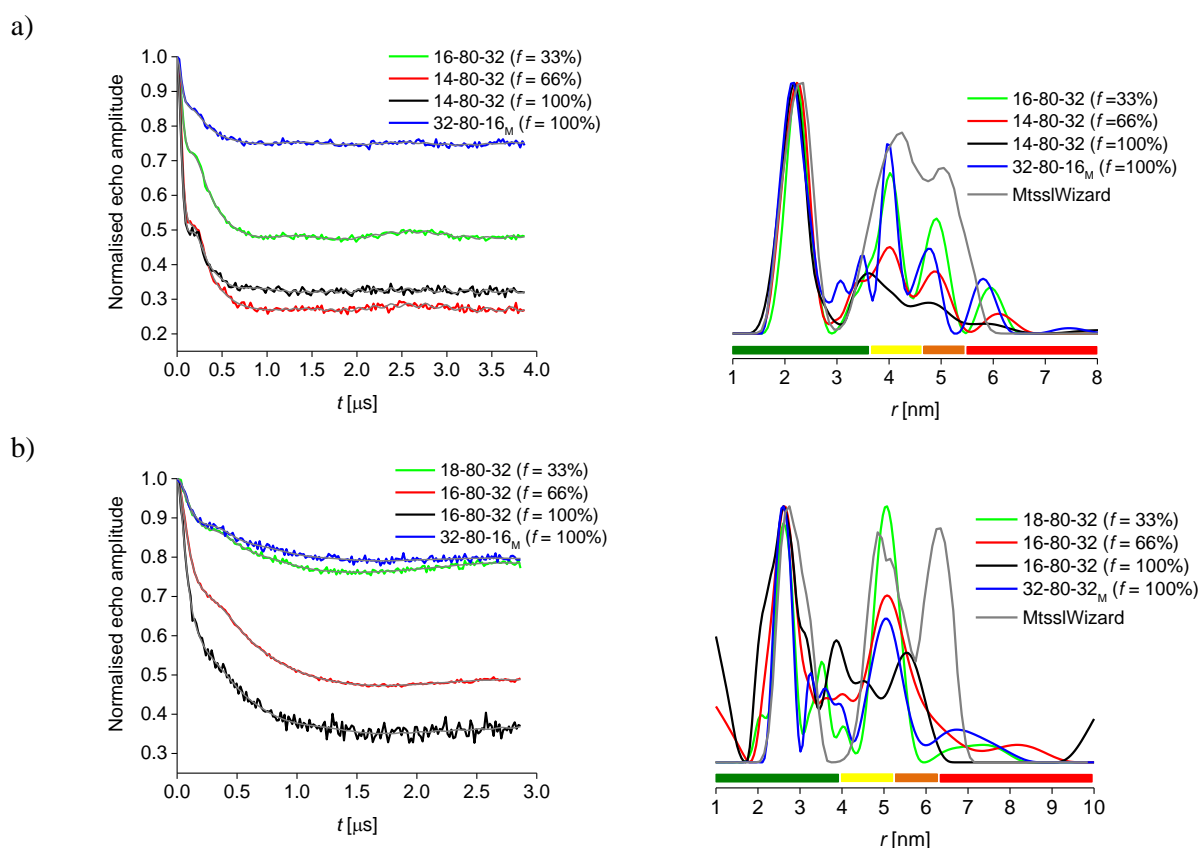 a)
1.0
0.9
0.8
0.7
0.6
0.5
0.4
0.3
0.2
Normalised echo amplitude
16-80-32 (f = 33%)
14-80-32 (f = 66%)
14-80-32 (f = 100%)
32-80-16M (f = 100%)
0.0 0.5 1.0 1.5 2.0 2.5 3.0 3.5 4.0
t [µs]
16-80-32 (f=33%)
14-80-32 (f=66%)
14-80-32 (f=100%)
32-80-16M (f=100%)
MtsslWizard
1 2 3 4 5 6 7 8
r [nm]
b)
1.0
0.9
0.8
0.7
0.6
0.5
0.4
0.3
Normalised echo amplitude
18-80-32 (f = 33%)
16-80-32 (f = 66%)
16-80-32 (f = 100%)
32-80-16M (f = 100%)
0.0 0.5 1.0 1.5 2.0 2.5 3.0
t [µs]
18-80-32 (f = 33%)
16-80-32 (f = 66%)
16-80-32 (f = 100%)
32-80-32M (f = 100%)
MtsslWizard
1 2 3 4 5 6 7 8 9 10
r [nm]